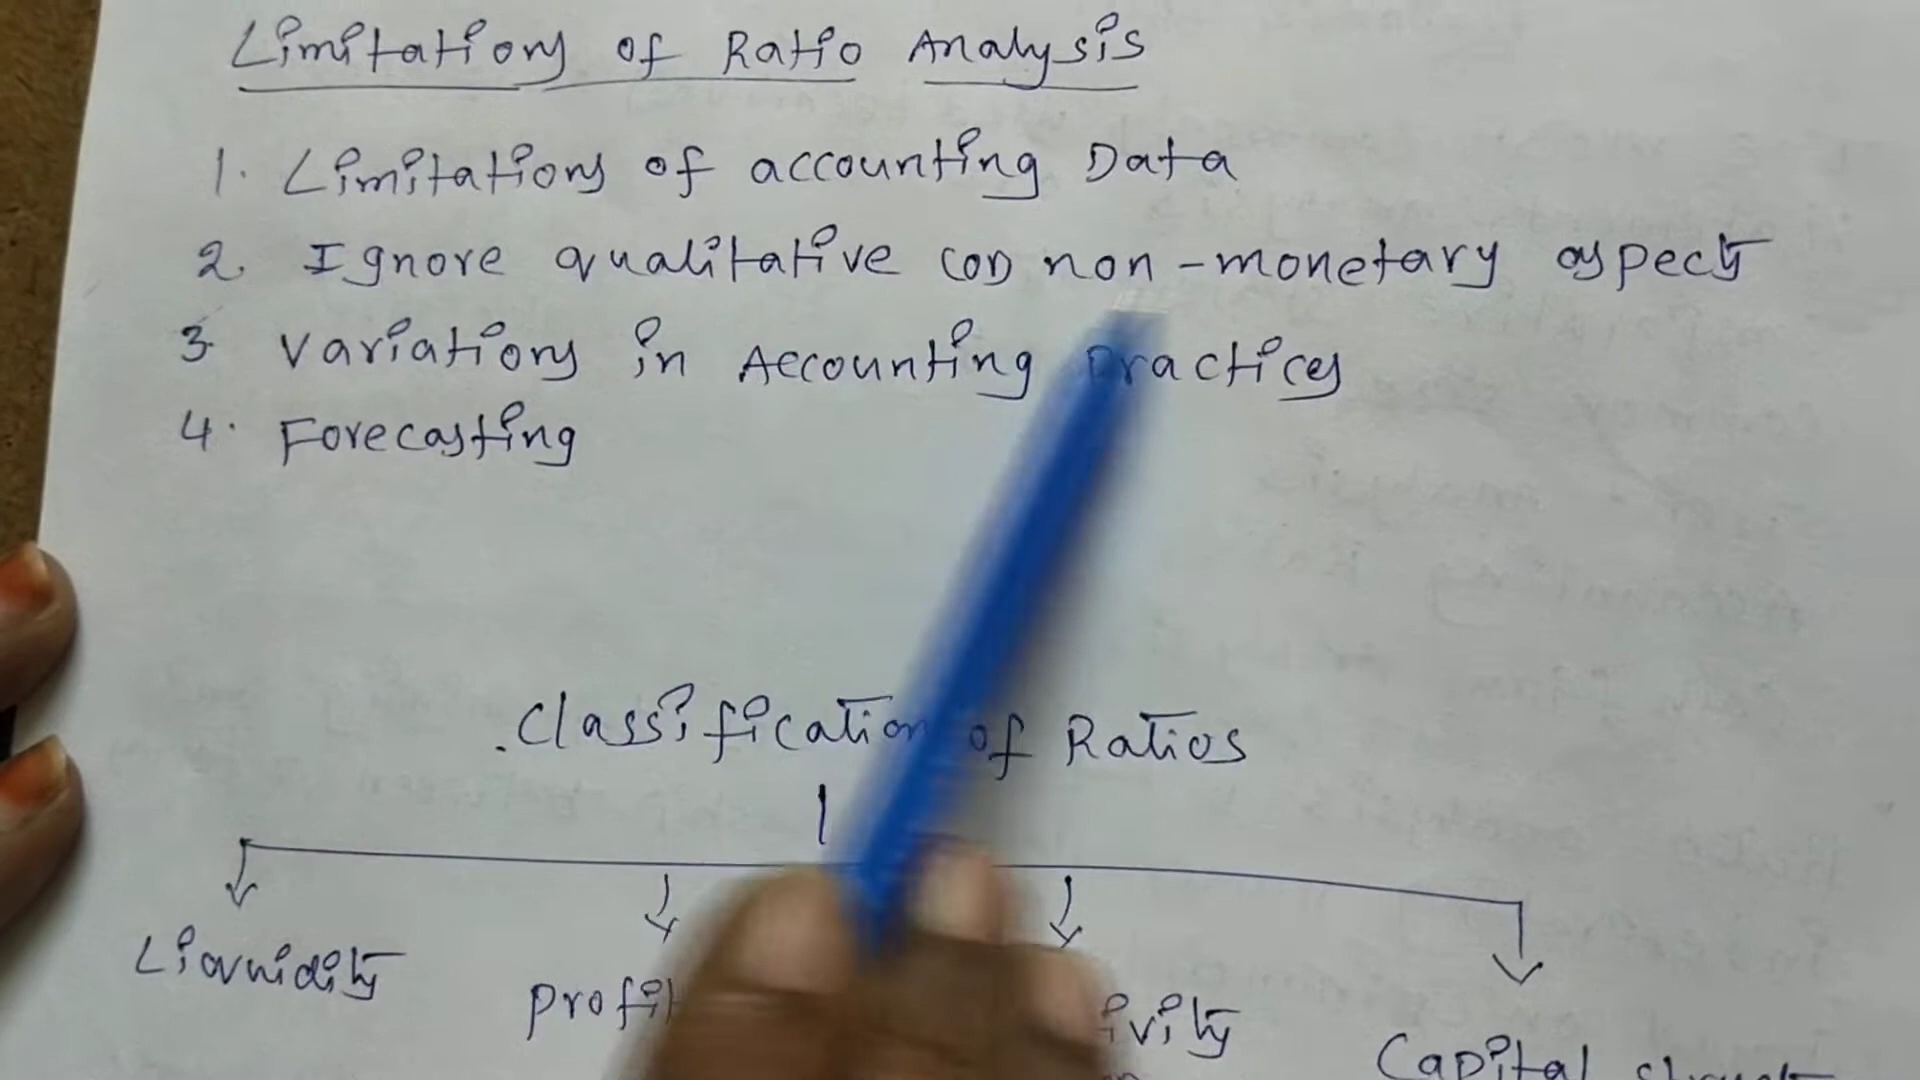 Limitations of Ratio Analysis
1. Limitations of accounting Data
2. Ignore qualitative (or) non-monetary aspects
3. Variations in Accounting Practices
4. Forecasting
Classification of Ratios
Liquidity
Capital